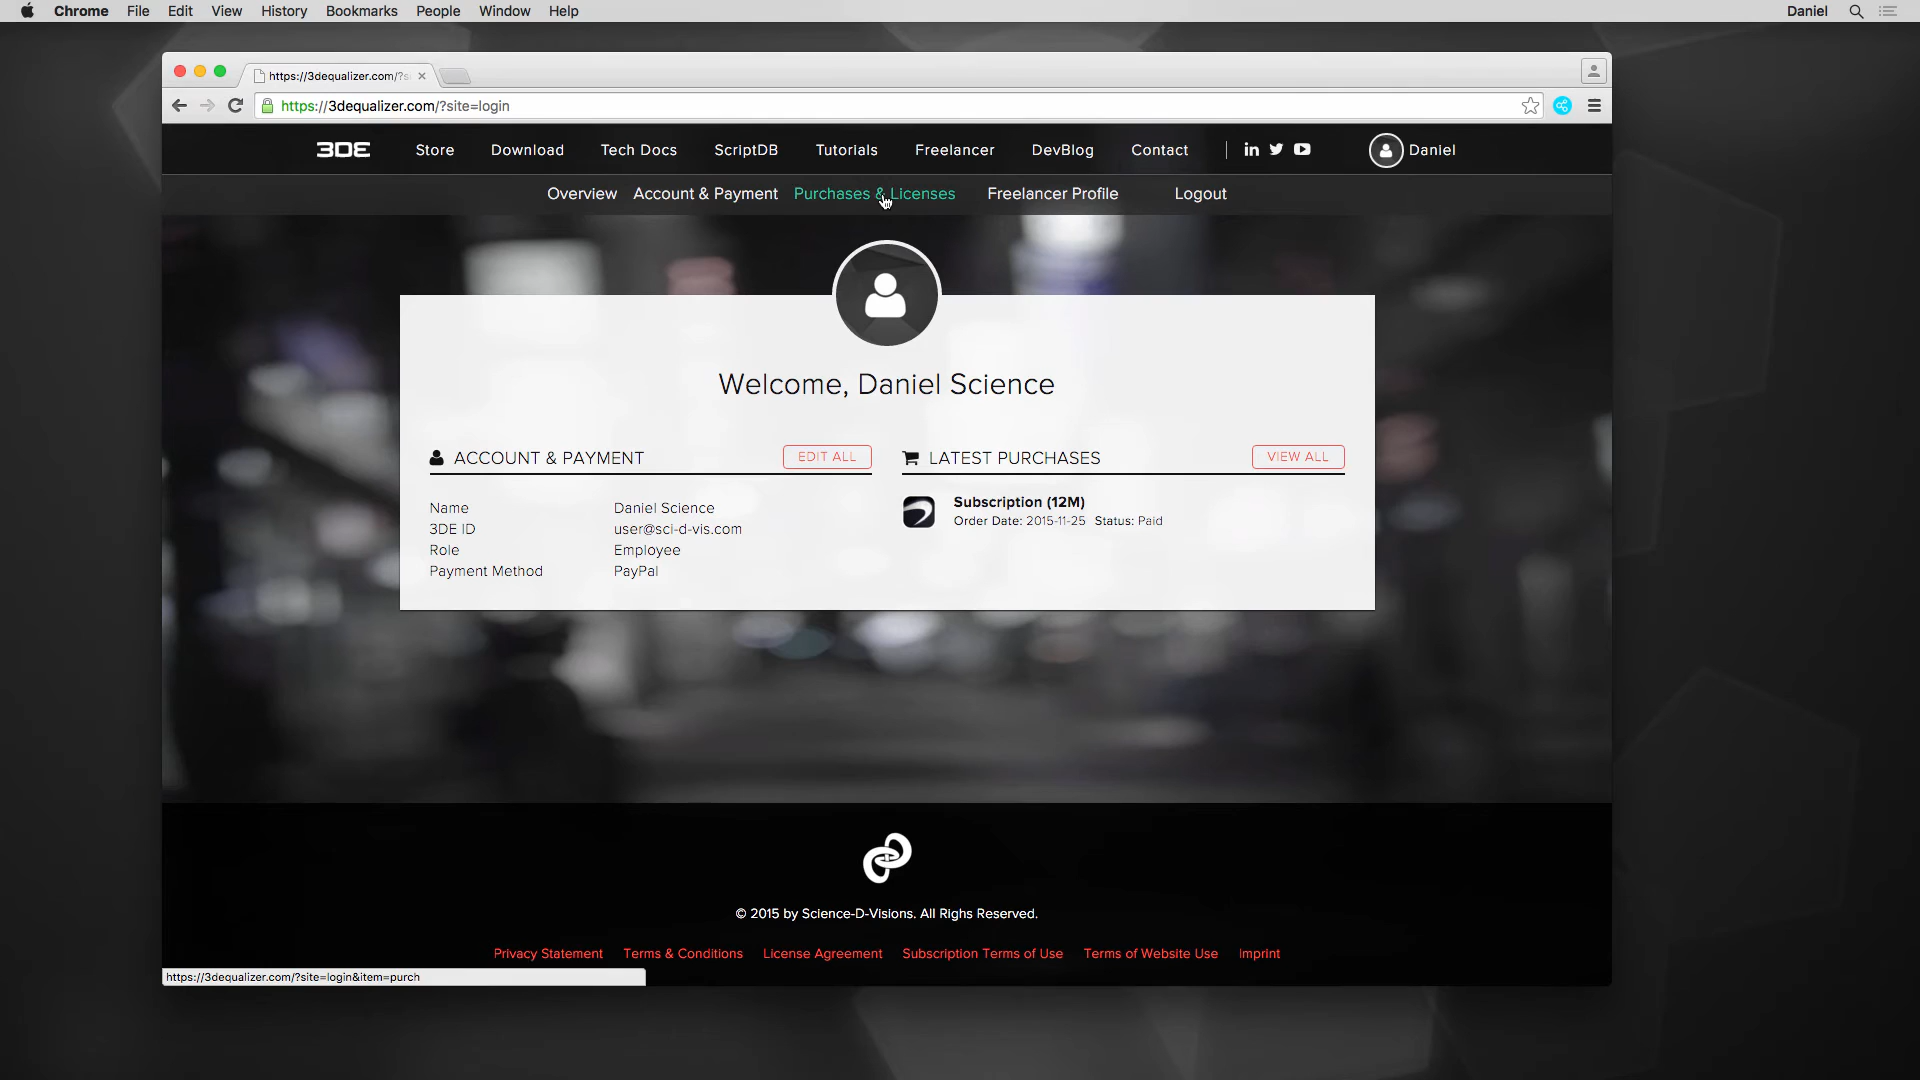 Chrome File Edit View History Bookmarks People Window Help Daniel
https://3dequalizer.com/?s
https://3dequalizer.com/?site=login
3DE Store Download Tech Docs ScriptDB Tutorials Freelancer DevBlog Contact Daniel
Overview Account & Payment Purchases & Licenses Freelancer Profile Logout
Welcome, Daniel Science
ACCOUNT & PAYMENT EDIT ALL
Name Daniel Science
3DE ID user@sci-d-vis.com
Role Employee
Payment Method PayPal
LATEST PURCHASES VIEW ALL
Subscription (12M)
Order Date: 2015-11-25 Status: Paid
© 2015 by Science-D-Visions. All Righs Reserved.
Privacy Statement Terms & Conditions License Agreement Subscription Terms of Use Terms of Website Use Imprint
https://3dequalizer.com/?site=login&item=purch